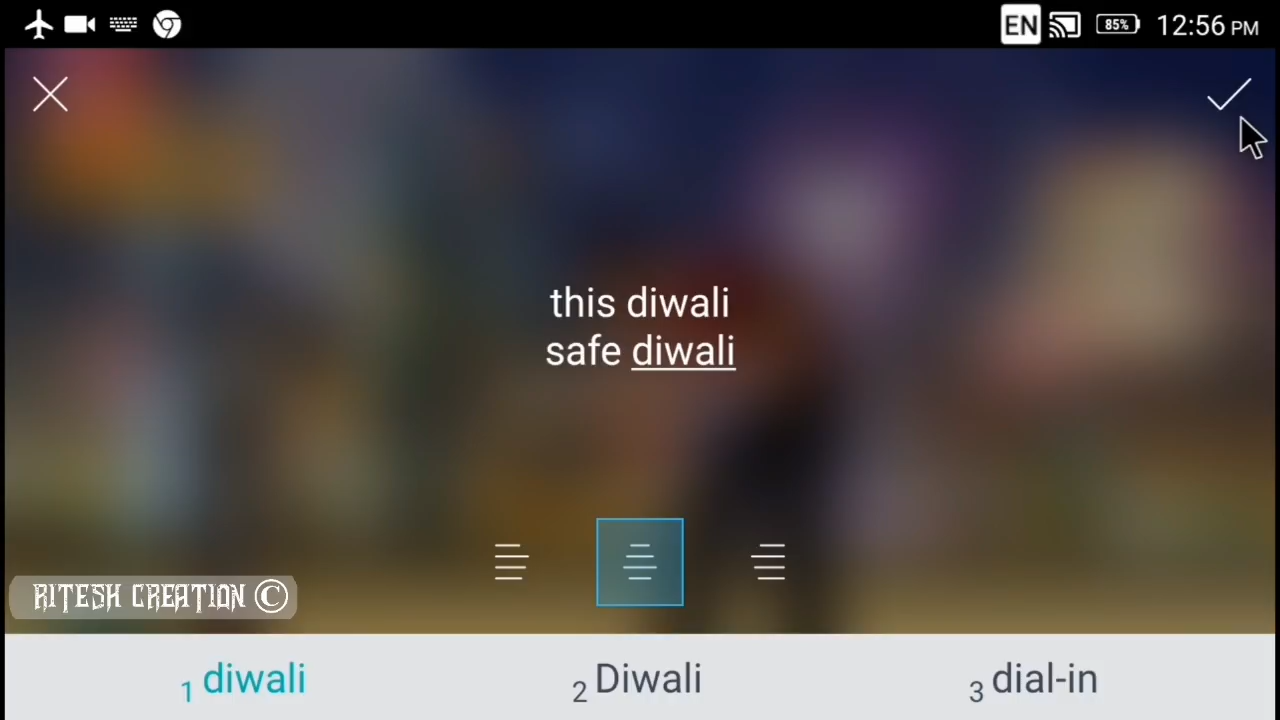 EN 85% 12:56 PM
this diwali
safe diwali
RITESH CREATION ©
1 diwali 2 Diwali 3 dial-in